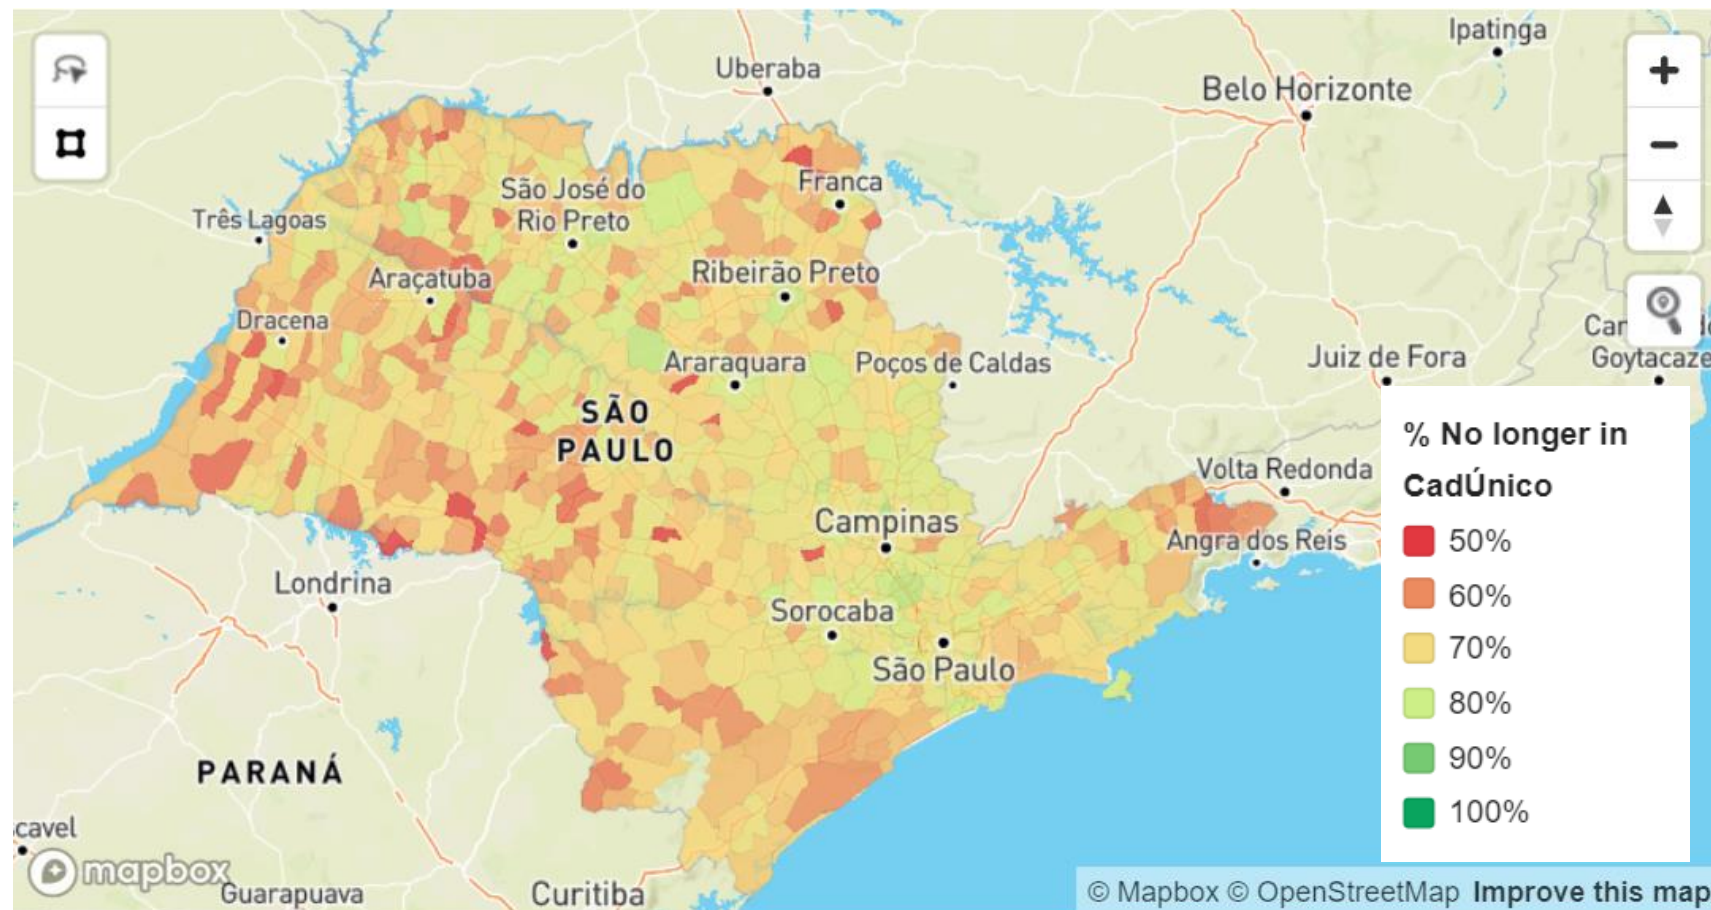 Ipatinga
Uberaba
Belo Horizonte
São José do
Rio Preto
Franca
Três Lagoas
Araçatuba
Ribeirão Preto
Dracena
Araraquara
Poços de Caldas
Juiz de Fora
Goytacaze
SÃO
PAULO
% No longer in
CadÚnico
50%
60%
70%
80%
90%
100%
Volta Redonda
Campinas
Angra dos Reis
Londrina
Sorocaba
São Paulo
PARANÁ
cavel
mapbox
Guarapuava
Curitiba
© Mapbox © OpenStreetMap Improve this map